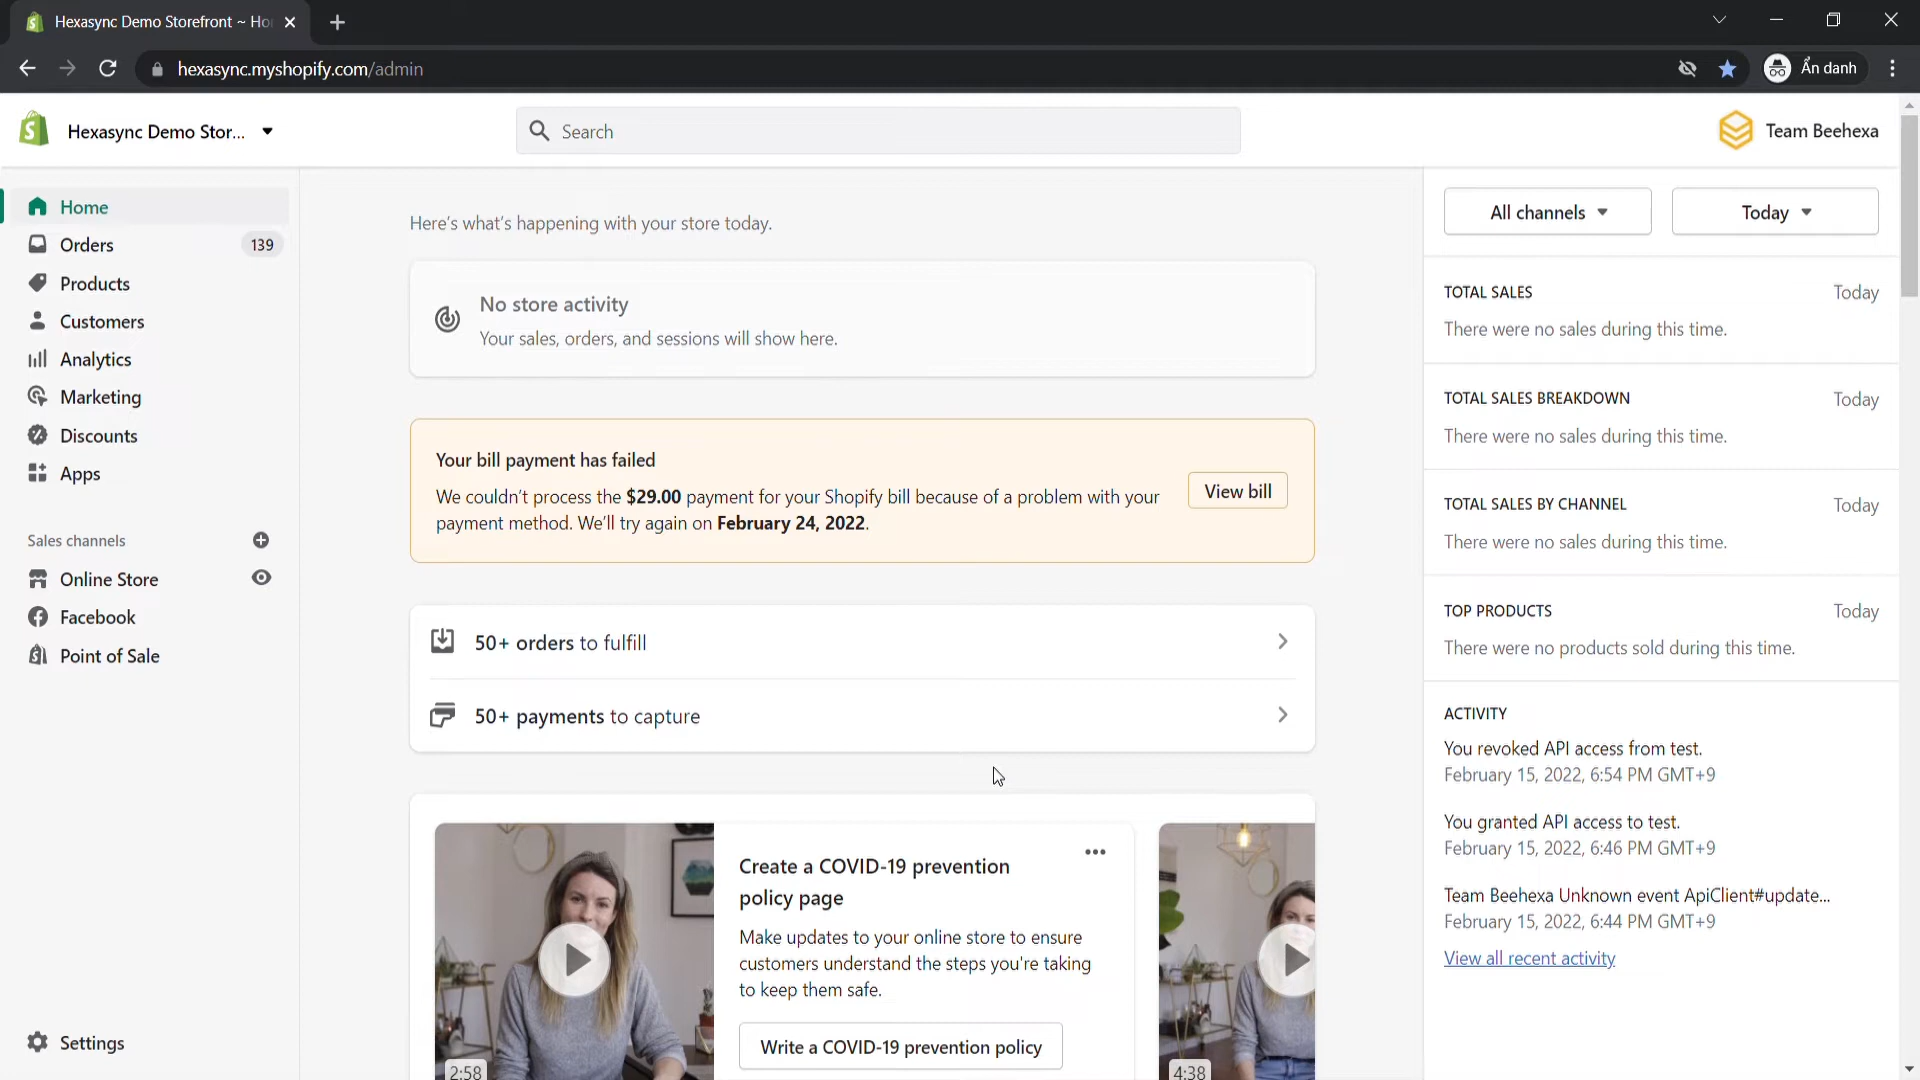 Hexasync Demo Storefront ~ Ho
hexasync.myshopify.com/admin
Ẩn danh
Hexasync Demo Stor...
Search
Team Beehexa
Home
Orders
139
Products
Customers
Analytics
Marketing
Discounts
Apps
Sales channels
Online Store
Facebook
Point of Sale
Settings
Here's what's happening with your store today.
No store activity
Your sales, orders, and sessions will show here.
Your bill payment has failed
We couldn't process the $29.00 payment for your Shopify bill because of a problem with your
payment method. We'll try again on February 24, 2022.
View bill
50+ orders to fulfill
50+ payments to capture
Create a COVID-19 prevention
policy page
Make updates to your online store to ensure
customers understand the steps you're taking
to keep them safe.
Write a COVID-19 prevention policy
2:58
4:38
All channels
Today
TOTAL SALES
Today
There were no sales during this time.
TOTAL SALES BREAKDOWN
Today
There were no sales during this time.
TOTAL SALES BY CHANNEL
Today
There were no sales during this time.
TOP PRODUCTS
Today
There were no products sold during this time.
ACTIVITY
You revoked API access from test.
February 15, 2022, 6:54 PM GMT+9
You granted API access to test.
February 15, 2022, 6:46 PM GMT+9
Team Beehexa Unknown event ApiClient#update...
February 15, 2022, 6:44 PM GMT+9
View all recent activity